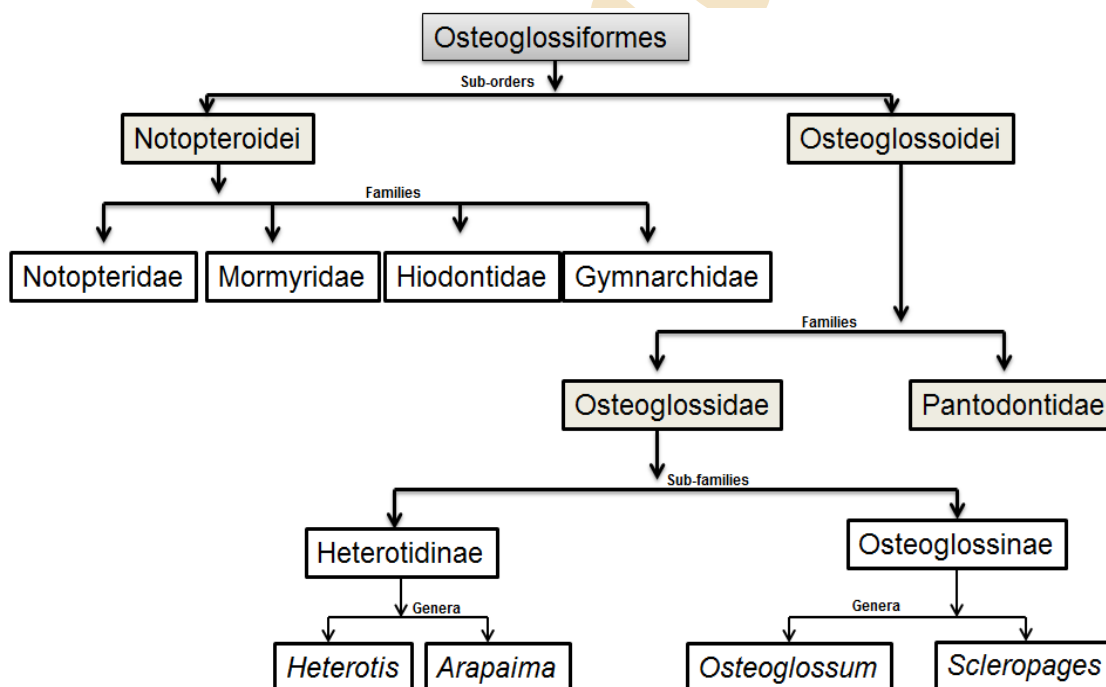 Osteoglossiformes
Sub-orders
Notopteroidei
Osteoglossoidei
Families
Notopteridae
Mormyridae
Hiodontidae
Gymnarchidae
Families
Osteoglossidae
Pantodontidae
Sub-families
Heterotidinae
Osteoglossinae
Genera
Genera
Heterotis
Arapaima
Osteoglossum
Scleropages